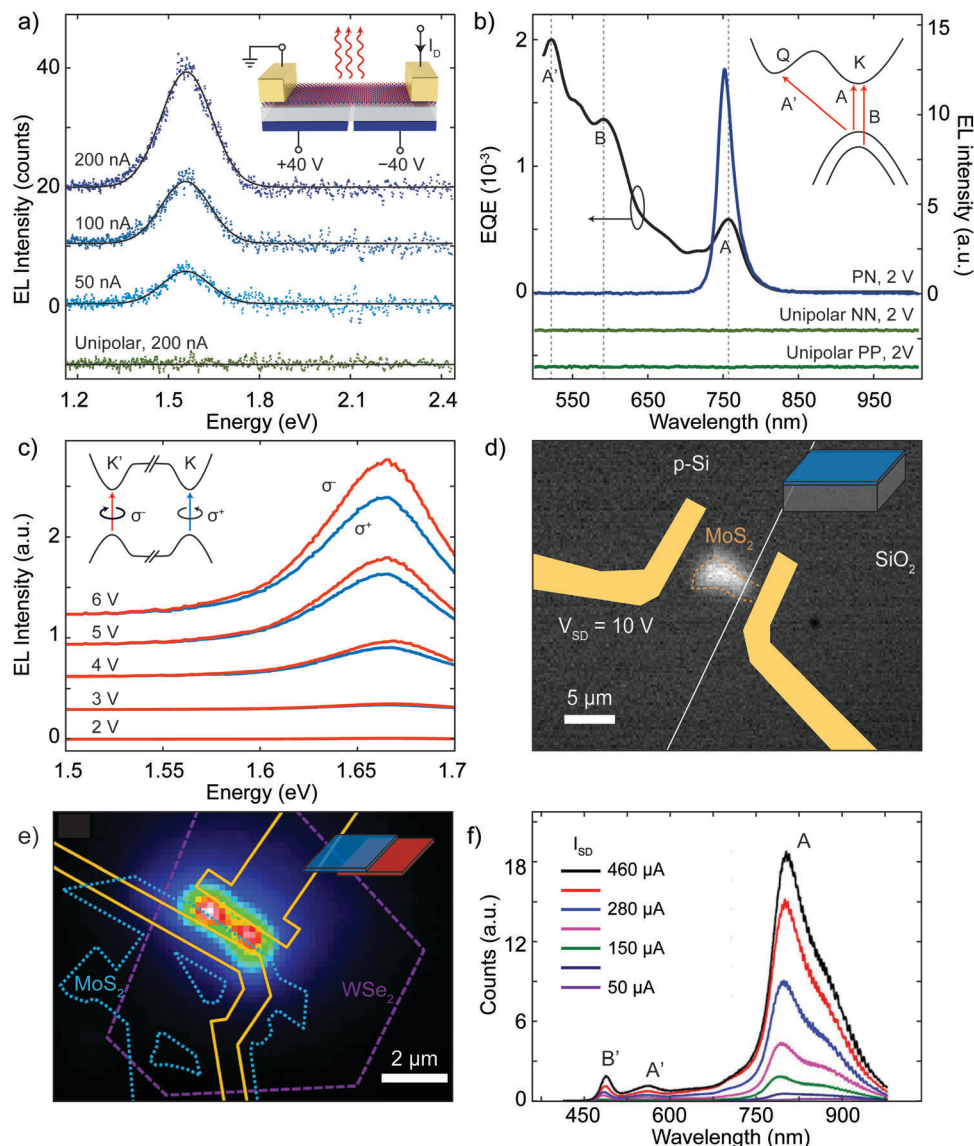 a)
EL Intensity (counts)
40
20
0
200 nA
100 nA
50 nA
Unipolar, 200 nA
I_D
+40 V
−40 V
1.2 1.5 1.8 2.1 2.4
Energy (eV)
b)
EQE (10⁻³)
2
1
0
A'
B
A
Q
K
A'
A
B
15
10
5
0
EL intensity (a.u.)
PN, 2 V
Unipolar NN, 2 V
Unipolar PP, 2V
550 650 750 850 950
Wavelength (nm)
c)
EL Intensity (a.u.)
2
1
0
K'
K
σ⁻
σ⁺
σ⁻
σ⁺
6 V
5 V
4 V
3 V
2 V
1.5 1.55 1.6 1.65 1.7
Energy (eV)
d)
p-Si
MoS₂
SiO₂
V_SD = 10 V
5 µm
e)
MoS₂
WSe₂
2 µm
f)
Counts (a.u.)
18
12
6
0
I_SD
460 µA
280 µA
150 µA
50 µA
A
B'
A'
450 600 750 900
Wavelength (nm)